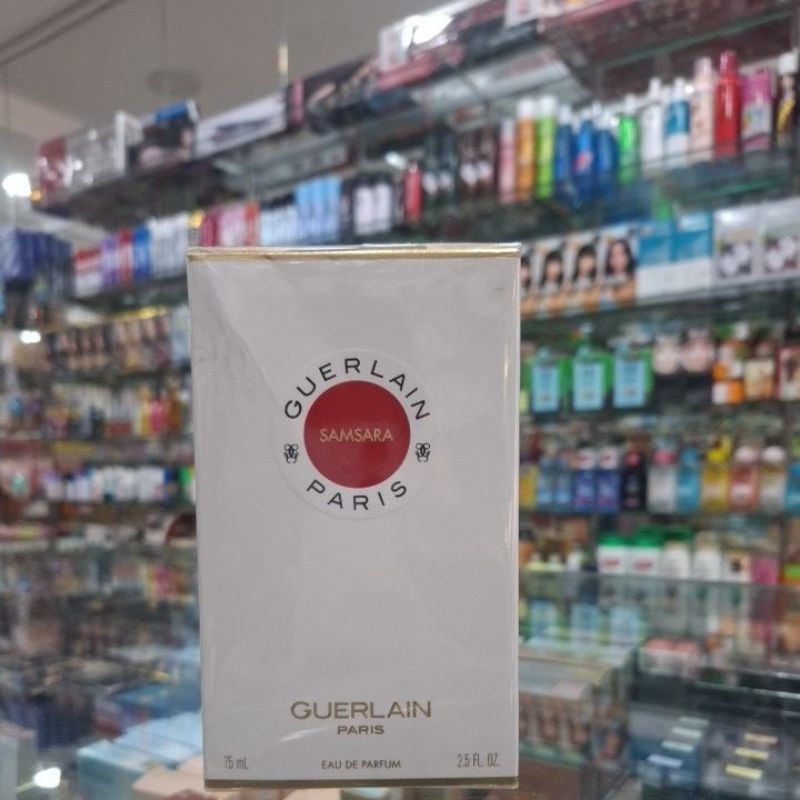 GUERLAIN
SAMSARA
PARIS
GUERLAIN
PARIS
75 mL EAU DE PARFUM 2.5 FL. OZ.